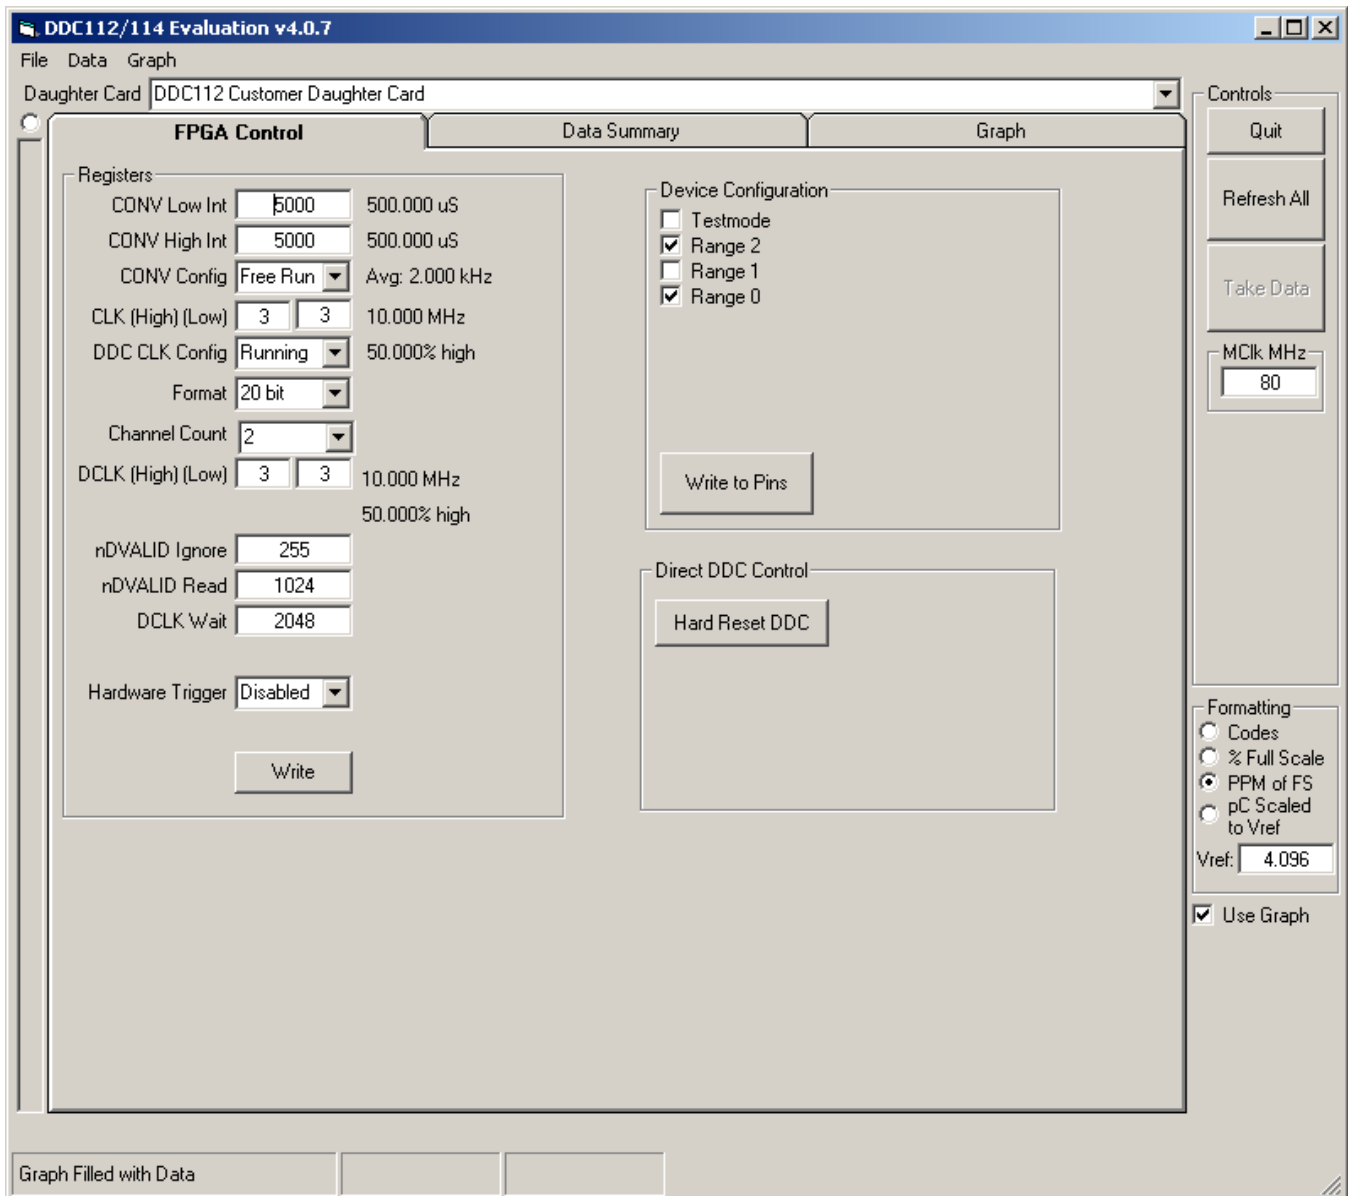 DDC112/114 Evaluation v4.0.7
File Data Graph
Daughter Card DDC112 Customer Daughter Card
FPGA Control Data Summary Graph
Registers
CONV Low Int 5000 500.000 uS
CONV High Int 5000 500.000 uS
CONV Config Free Run Avg: 2.000 kHz
CLK (High) (Low) 3 3 10.000 MHz
DDC CLK Config Running 50.000% high
Format 20 bit
Channel Count 2
DCLK (High) (Low) 3 3 10.000 MHz
50.000% high
nDVALID Ignore 255
nDVALID Read 1024
DCLK Wait 2048
Hardware Trigger Disabled
Write
Device Configuration
Testmode
Range 2
Range 1
Range 0
Write to Pins
Direct DDC Control
Hard Reset DDC
Controls
Quit
Refresh All
Take Data
MClk MHz
80
Formatting
Codes
% Full Scale
PPM of FS
pC Scaled
to Vref
Vref: 4.096
Use Graph
Graph Filled with Data